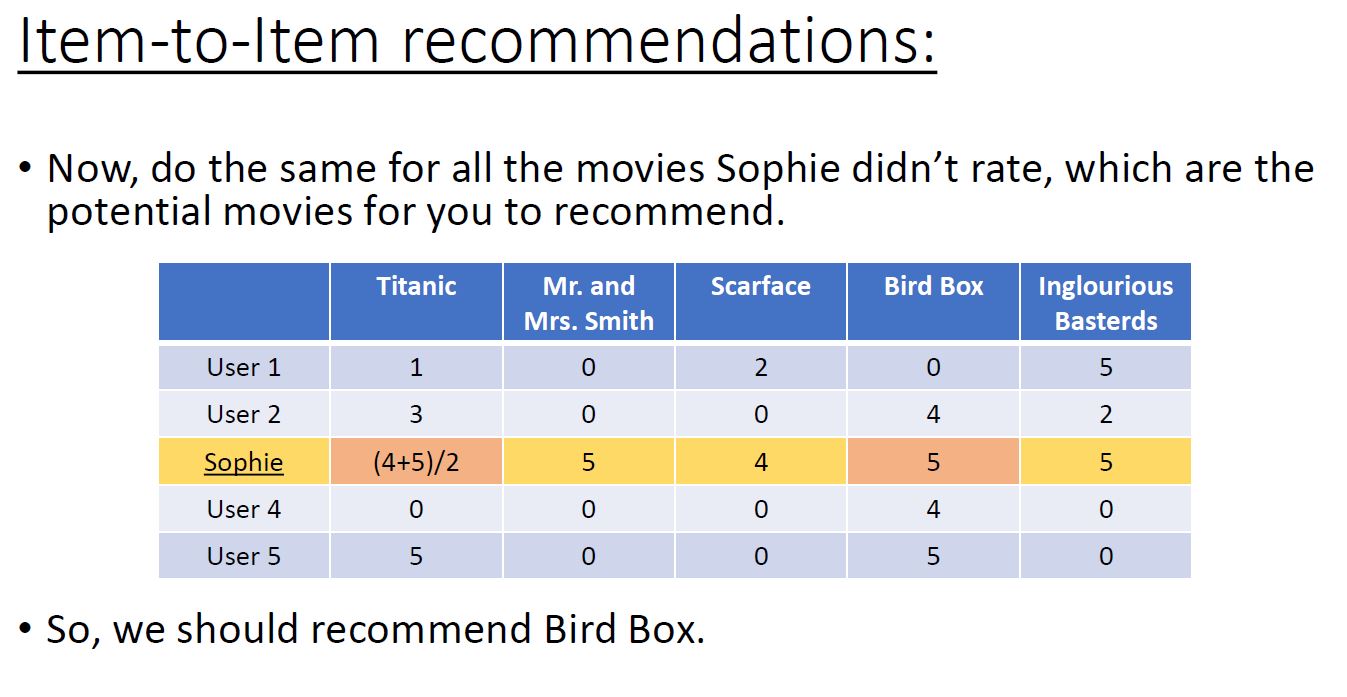 Item-to-Item recommendations:
• Now, do the same for all the movies Sophie didn’t rate, which are the
potential movies for you to recommend.
Titanic Mr. and Mrs. Smith Scarface Bird Box Inglourious Basterds
User 1 1 0 2 0 5
User 2 3 0 0 4 2
Sophie (4+5)/2 5 4 5 5
User 4 0 0 0 4 0
User 5 5 0 0 5 0
• So, we should recommend Bird Box.